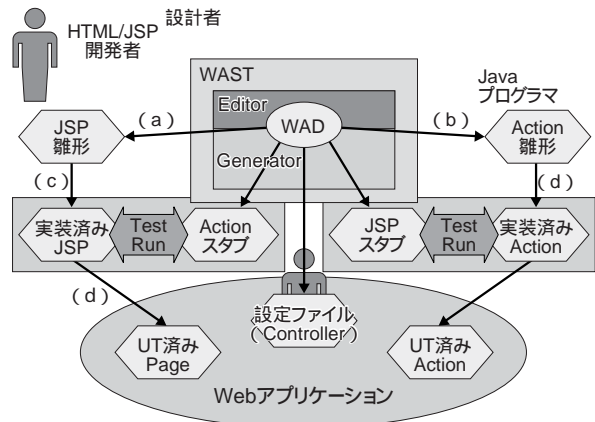 設計者
HTML/JSP
開発者
WAST
Java
プログラマ
Editor
WAD
Generator
(a)
(b)
JSP
雛形
Action
雛形
(c)
(d)
実装済み
JSP
Test
Run
Action
スタブ
JSP
スタブ
Test
Run
実装済み
Action
(d)
設定ファイル
(Controller)
UT済み
Page
UT済み
Action
Webアプリケーション